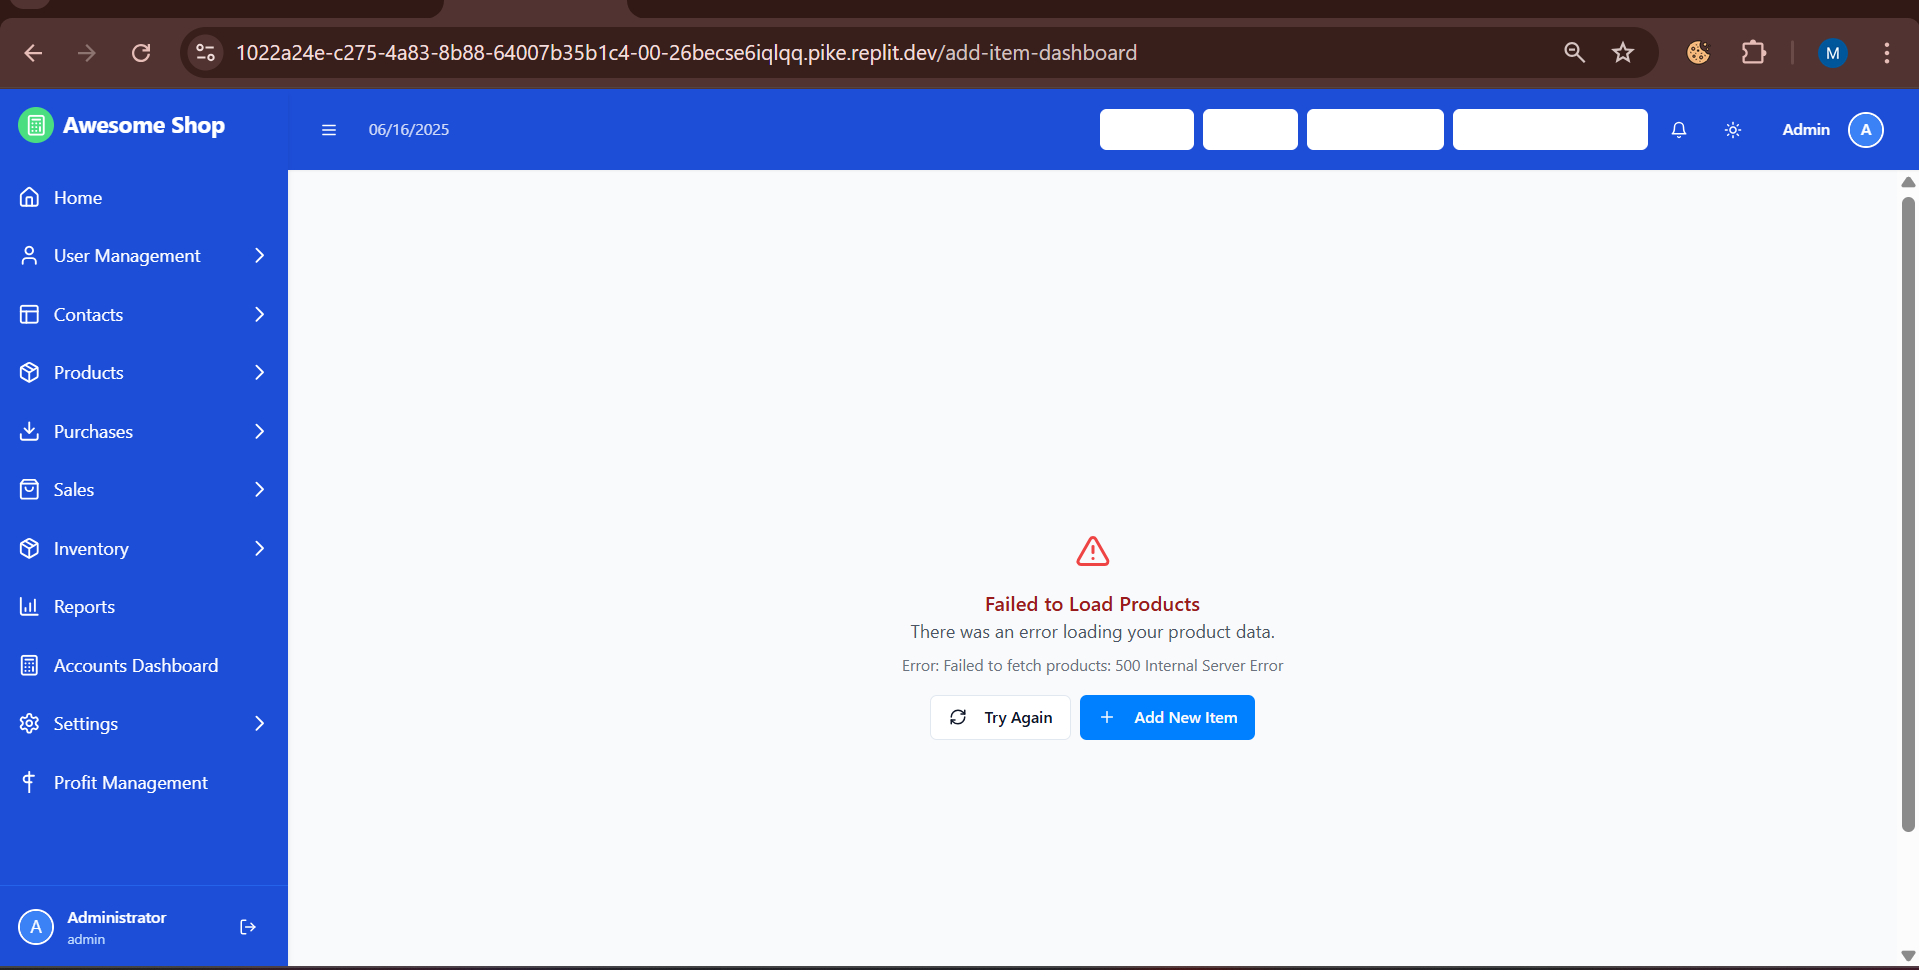 1022a24e-c275-4a83-8b88-64007b35b1c4-00-26becse6iqlqq.pike.replit.dev/add-item-dashboard
M
Awesome Shop
06/16/2025
Admin
A
Home
User Management
Contacts
Products
Purchases
Sales
Inventory
Reports
Accounts Dashboard
Settings
Profit Management
Failed to Load Products
There was an error loading your product data.
Error: Failed to fetch products: 500 Internal Server Error
Try Again
Add New Item
A
Administrator
admin